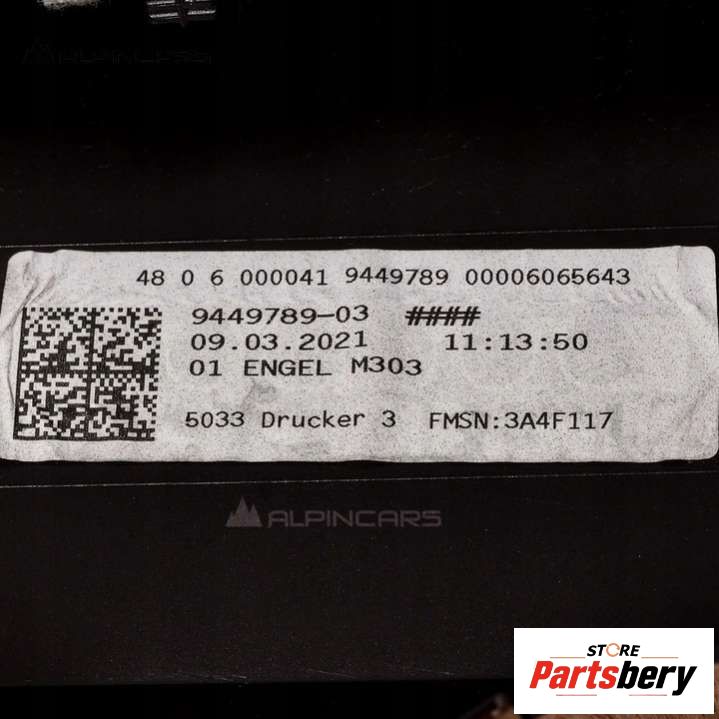 ALPINCARS
48 0 6 000041 9449789 00006065643
9449789-03 ####
09.03.2021 11:13:50
01 ENGEL M303
5033 Drucker 3 FMSN:3A4F117
ALPINCARS
STORE
Partsbery